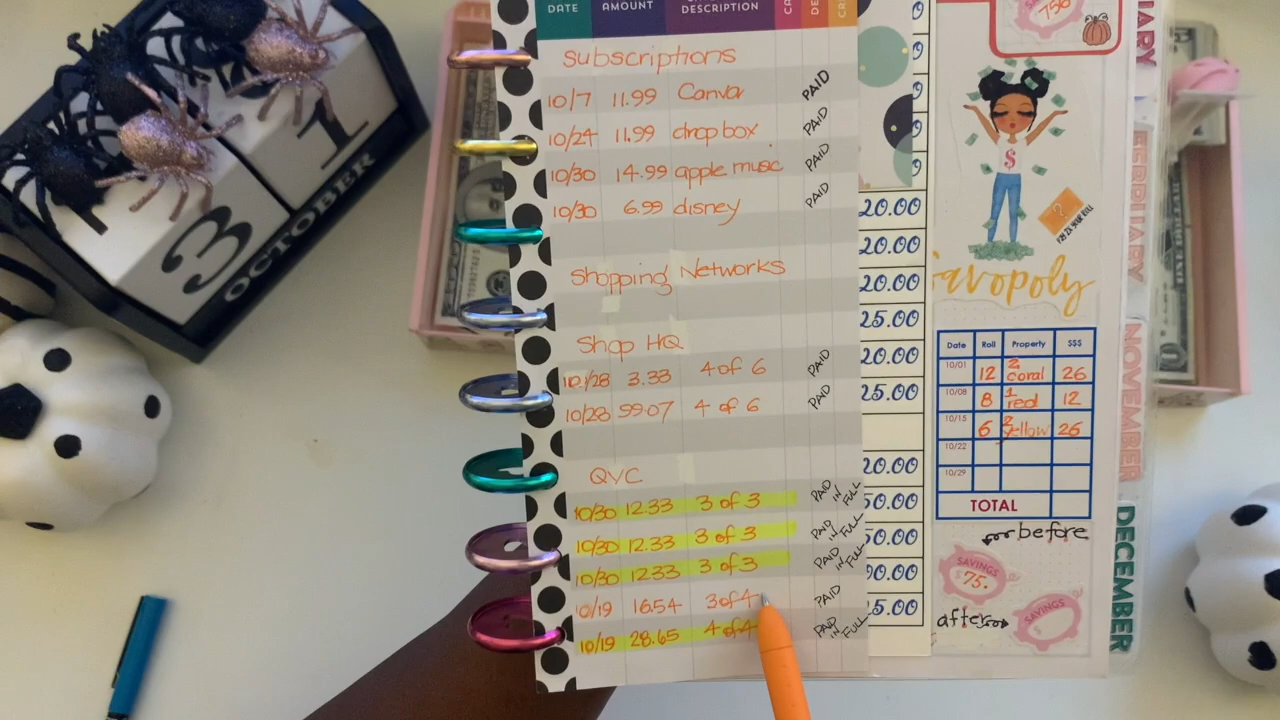 DATE AMOUNT DESCRIPTION
Subscriptions
10/7 11.99 Canva PAID
10/24 11.99 dropbox PAID
10/30 14.99 apple music PAID
10/30 6.99 disney PAID
Shopping Networks
Shop HQ
10/28 3.33 4 of 6 PAID
10/28 99.07 4 of 6 PAID
QVC
10/30 12.33 3 of 3 PAID IN FULL
10/30 12.33 3 of 3 PAID IN FULL
10/30 12.33 3 of 3 PAID IN FULL
10/19 16.54 3 of 4 PAID
10/19 28.65 4 of 4 PAID IN FULL
31
OCTOBER
20.00
20.00
20.00
25.00
20.00
25.00
20.00
SAVINGS
$
Date Roll Property $$$
10/01 12 2 coral 26
10/08 8 1 red 12
10/15 6 2 yellow 26
10/22
10/29
TOTAL
before
SAVINGS
75.
after
SAVINGS
NOVEMBER
DECEMBER